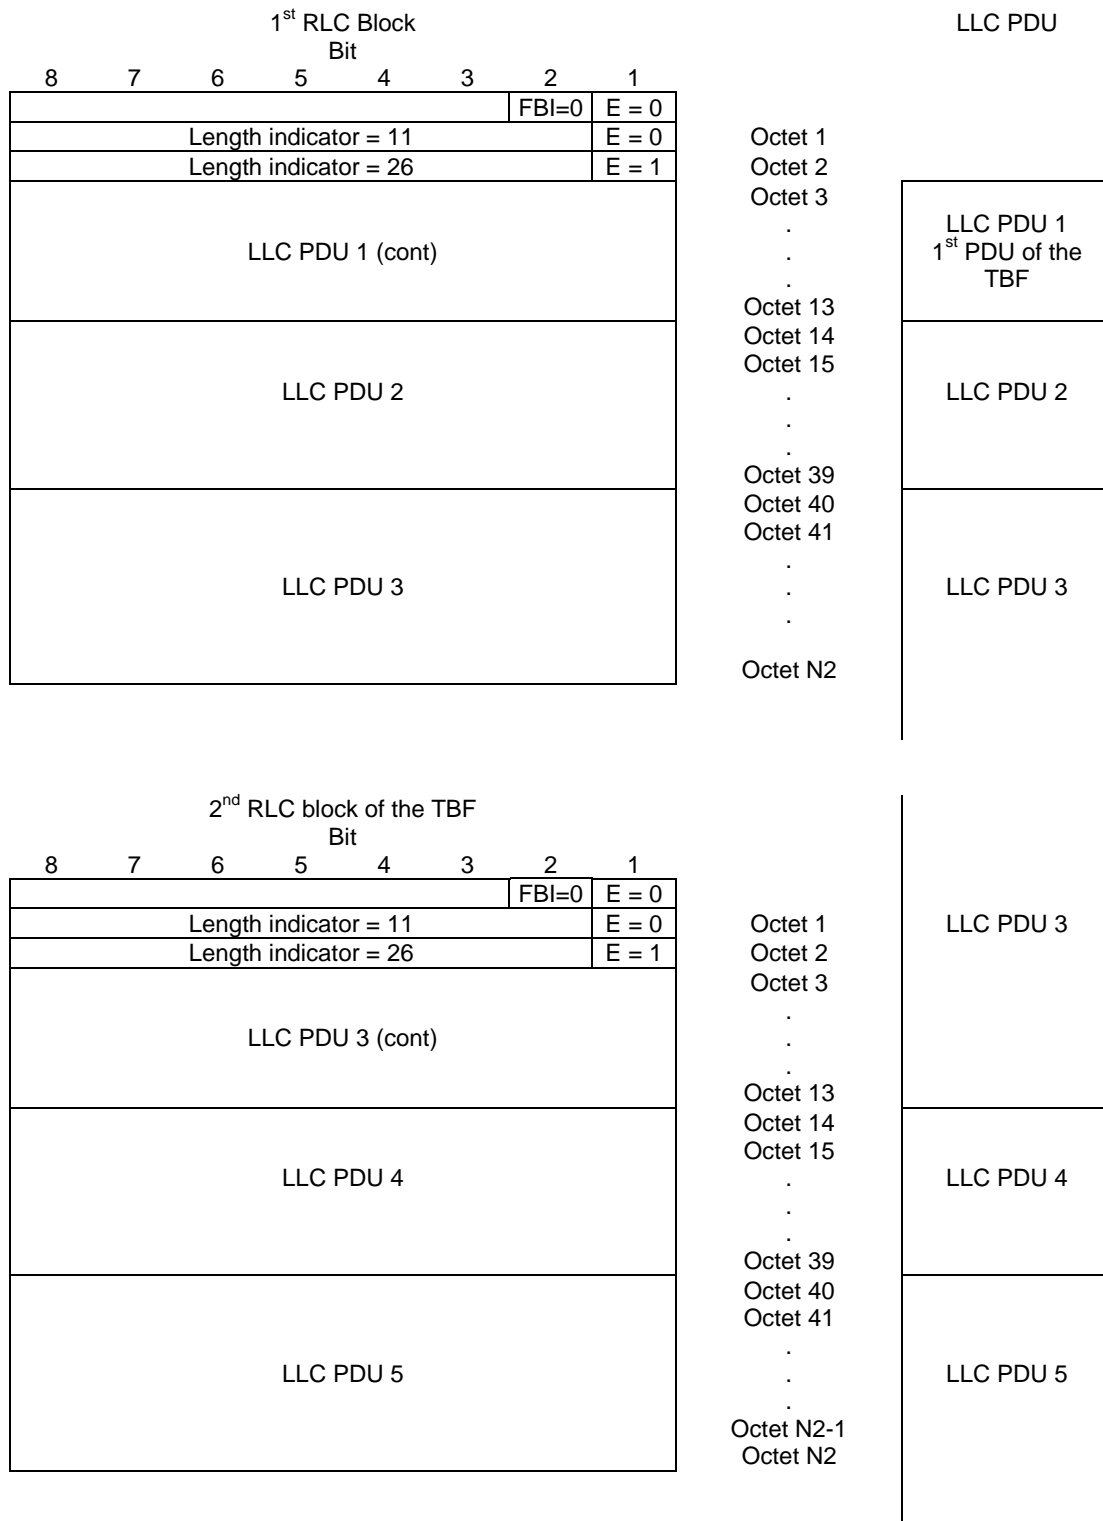 1st RLC Block LLC PDU
Bit
8 7 6 5 4 3 2 1
FBI=0 E = 0
Length indicator = 11 E = 0 Octet 1
Length indicator = 26 E = 1 Octet 2
Octet 3
LLC PDU 1
LLC PDU 1 (cont) . 1st PDU of the
. TBF
.
Octet 13
Octet 14
Octet 15
LLC PDU 2 . LLC PDU 2
.
.
Octet 39
Octet 40
Octet 41
.
LLC PDU 3 . LLC PDU 3
.
Octet N2
2nd RLC block of the TBF
Bit
8 7 6 5 4 3 2 1
FBI=0 E = 0
Length indicator = 11 E = 0 Octet 1 LLC PDU 3
Length indicator = 26 E = 1 Octet 2
Octet 3
.
LLC PDU 3 (cont) .
.
Octet 13
Octet 14
Octet 15
LLC PDU 4 . LLC PDU 4
.
.
Octet 39
Octet 40
Octet 41
.
LLC PDU 5 . LLC PDU 5
.
Octet N2-1
Octet N2